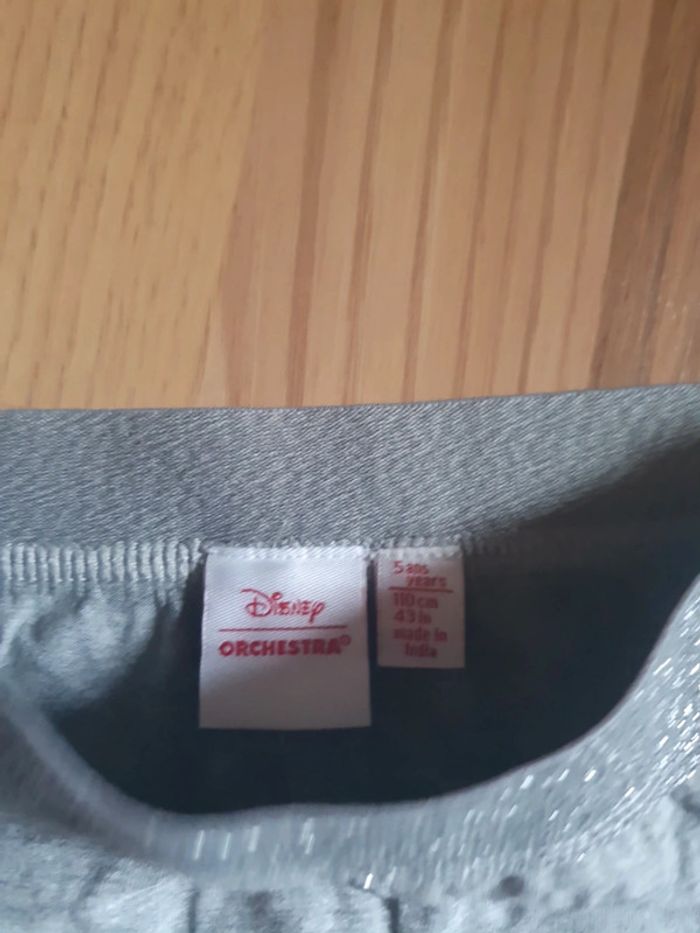 Disney
ORCHESTRA®
5 ans
years
110 cm
43 in
made in
India